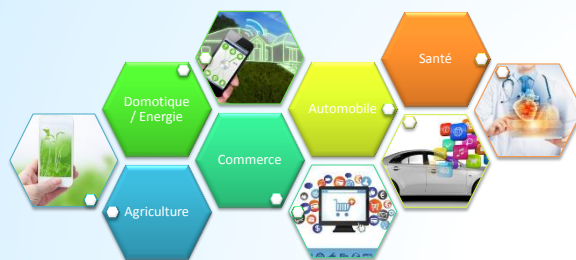 Santé
Domotique
/ Energie
Automobile
Commerce
Agriculture